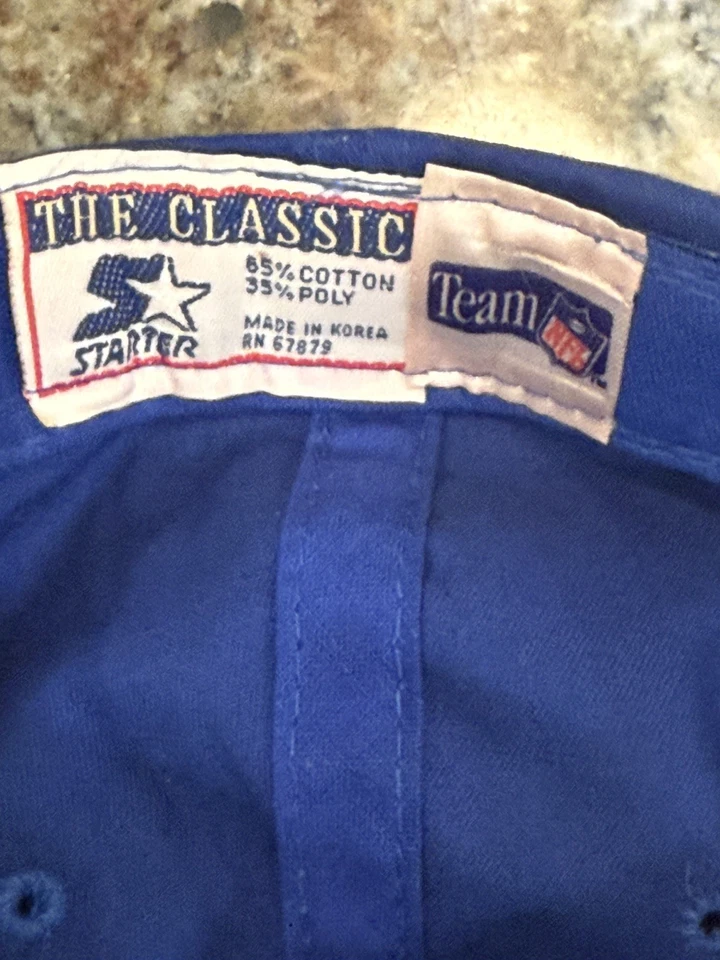 THE CLASSIC
65% COTTON
35% POLY
STARTER
MADE IN KOREA
RN 67879
Team
NFL